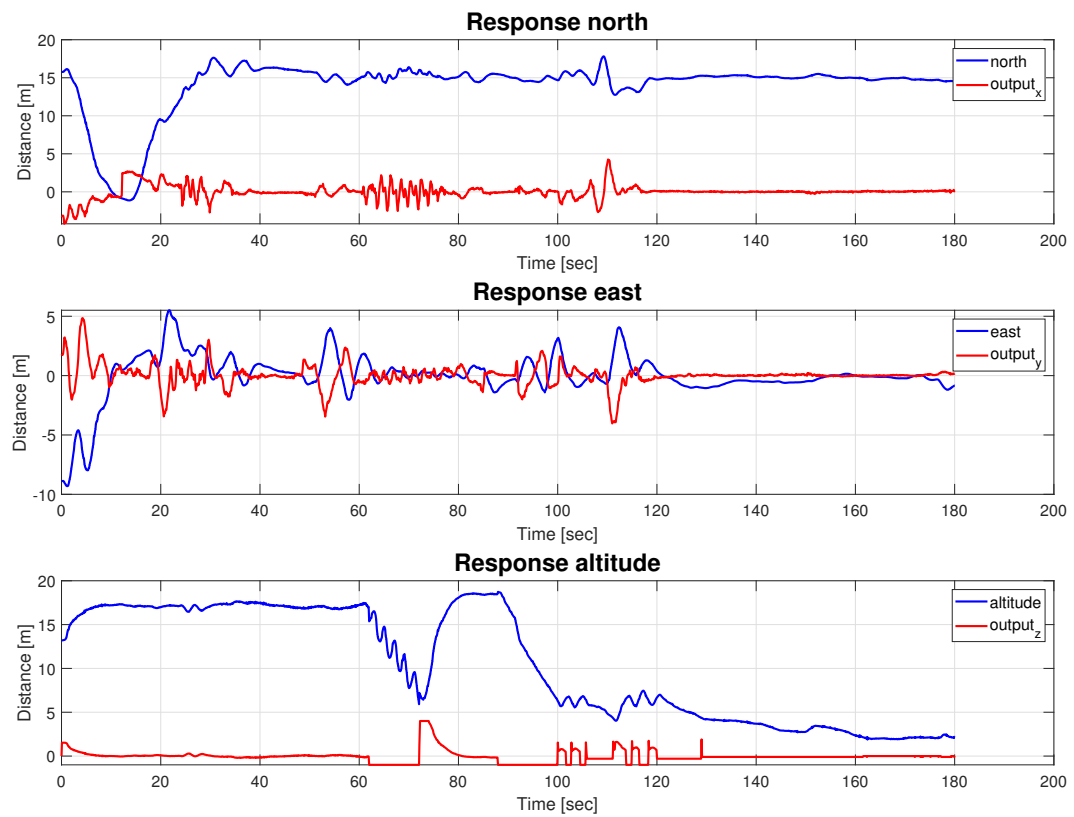 Response north
20
15
10
5
0
Distance [m]
north
output_x
0 20 40 60 80 100 120 140 160 180 200
Time [sec]
Response east
5
0
-5
-10
Distance [m]
east
output_y
0 20 40 60 80 100 120 140 160 180 200
Time [sec]
Response altitude
20
15
10
5
0
Distance [m]
altitude
output_z
0 20 40 60 80 100 120 140 160 180 200
Time [sec]